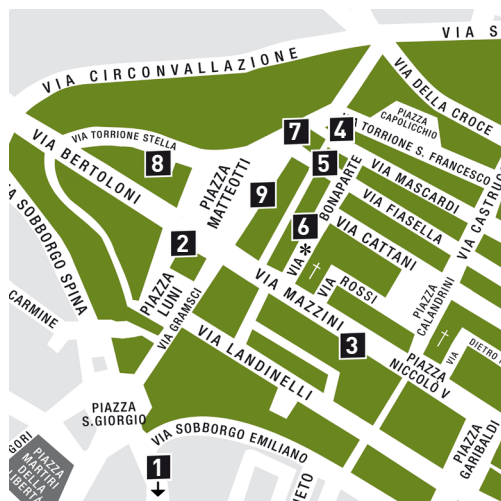 VIA S
VIA CIRCONVALLAZIONE
VIA DELLA CROCE
PIAZZA
CAPOLICCHIO
VIA BERTOLONI
VIA TORRIONE STELLA
7
4
VIA TORRIONE S. FRANCESCO
8
5
PIAZZA
MATTEOTTI
VIA MASCARDI
9
VIA BONAPARTE
VIA FIASELLA
VIA CASTRU
6
VIA CATTANI
2
VIA SOBBORGO SPINA
PIAZZA
LUNI
VIA GRAMSCI
VIA MAZZINI
VIA ROSSI
PIAZZA
CALANDRINI
CARMINE
VIA LANDINELLI
3
VIA
DIETRO
PIAZZA
NICCOLÒ V
PIAZZA
S.GIORGIO
VIA SOBBORGO EMILIANO
PIAZZA
GARIBALDI
GORI
PIAZZA
MARTIRI
DELLA
LIBERTÀ
1
NETO